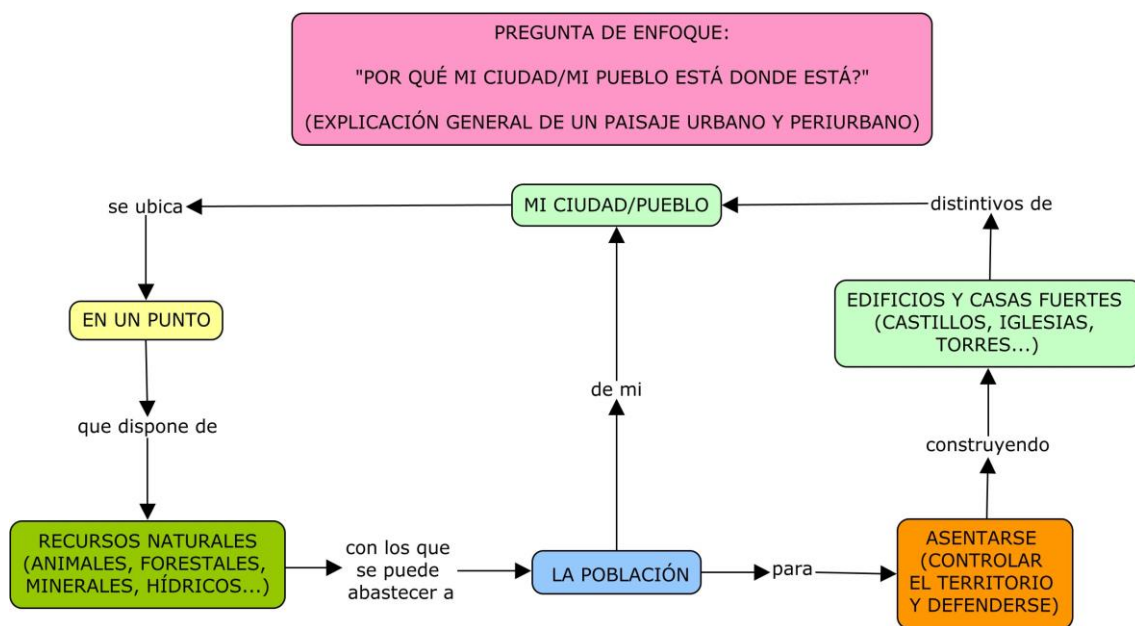 PREGUNTA DE ENFOQUE:
"POR QUÉ MI CIUDAD/MI PUEBLO ESTÁ DONDE ESTÁ?"
(EXPLICACIÓN GENERAL DE UN PAISAJE URBANO Y PERIURBANO)
MI CIUDAD/PUEBLO
se ubica
EN UN PUNTO
que dispone de
RECURSOS NATURALES
(ANIMALES, FORESTALES,
MINERALES, HÍDRICOS...)
con los que
se puede
abastecer a
LA POBLACIÓN
de mi
para
ASENTARSE
(CONTROLAR
EL TERRITORIO
Y DEFENDERSE)
construyendo
EDIFICIOS Y CASAS FUERTES
(CASTILLOS, IGLESIAS,
TORRES...)
distintivos de